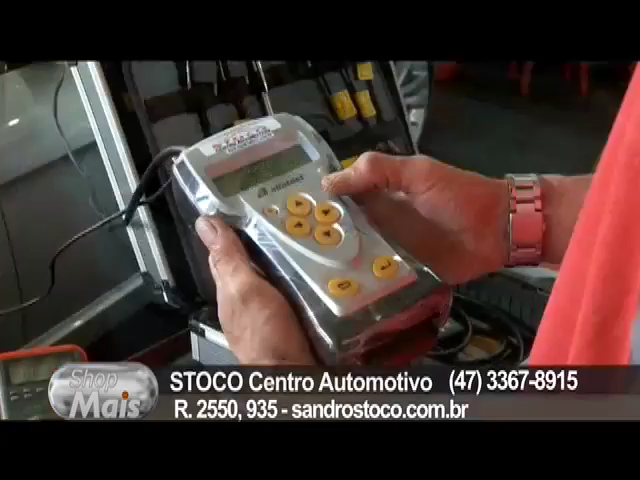 Shop
Mais
STOCO Centro Automotivo (47) 3367-8915
R. 2550, 935 - sandrostoco.com.br